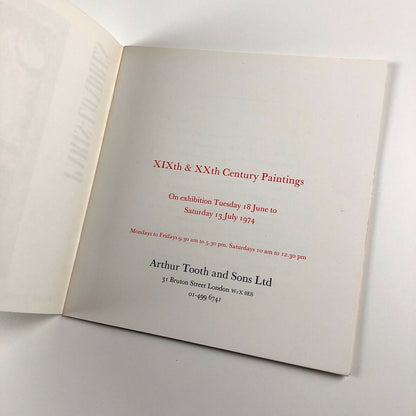 XIXth & XXth Century Paintings
On exhibition Tuesday 18 June to
Saturday 13 July 1974
Mondays to Fridays 9.30 am to 5.30 pm. Saturdays 10 am to 12.30 pm
Arthur Tooth and Sons Ltd
31 Bruton Street London W1X 8ES
01-499 6741